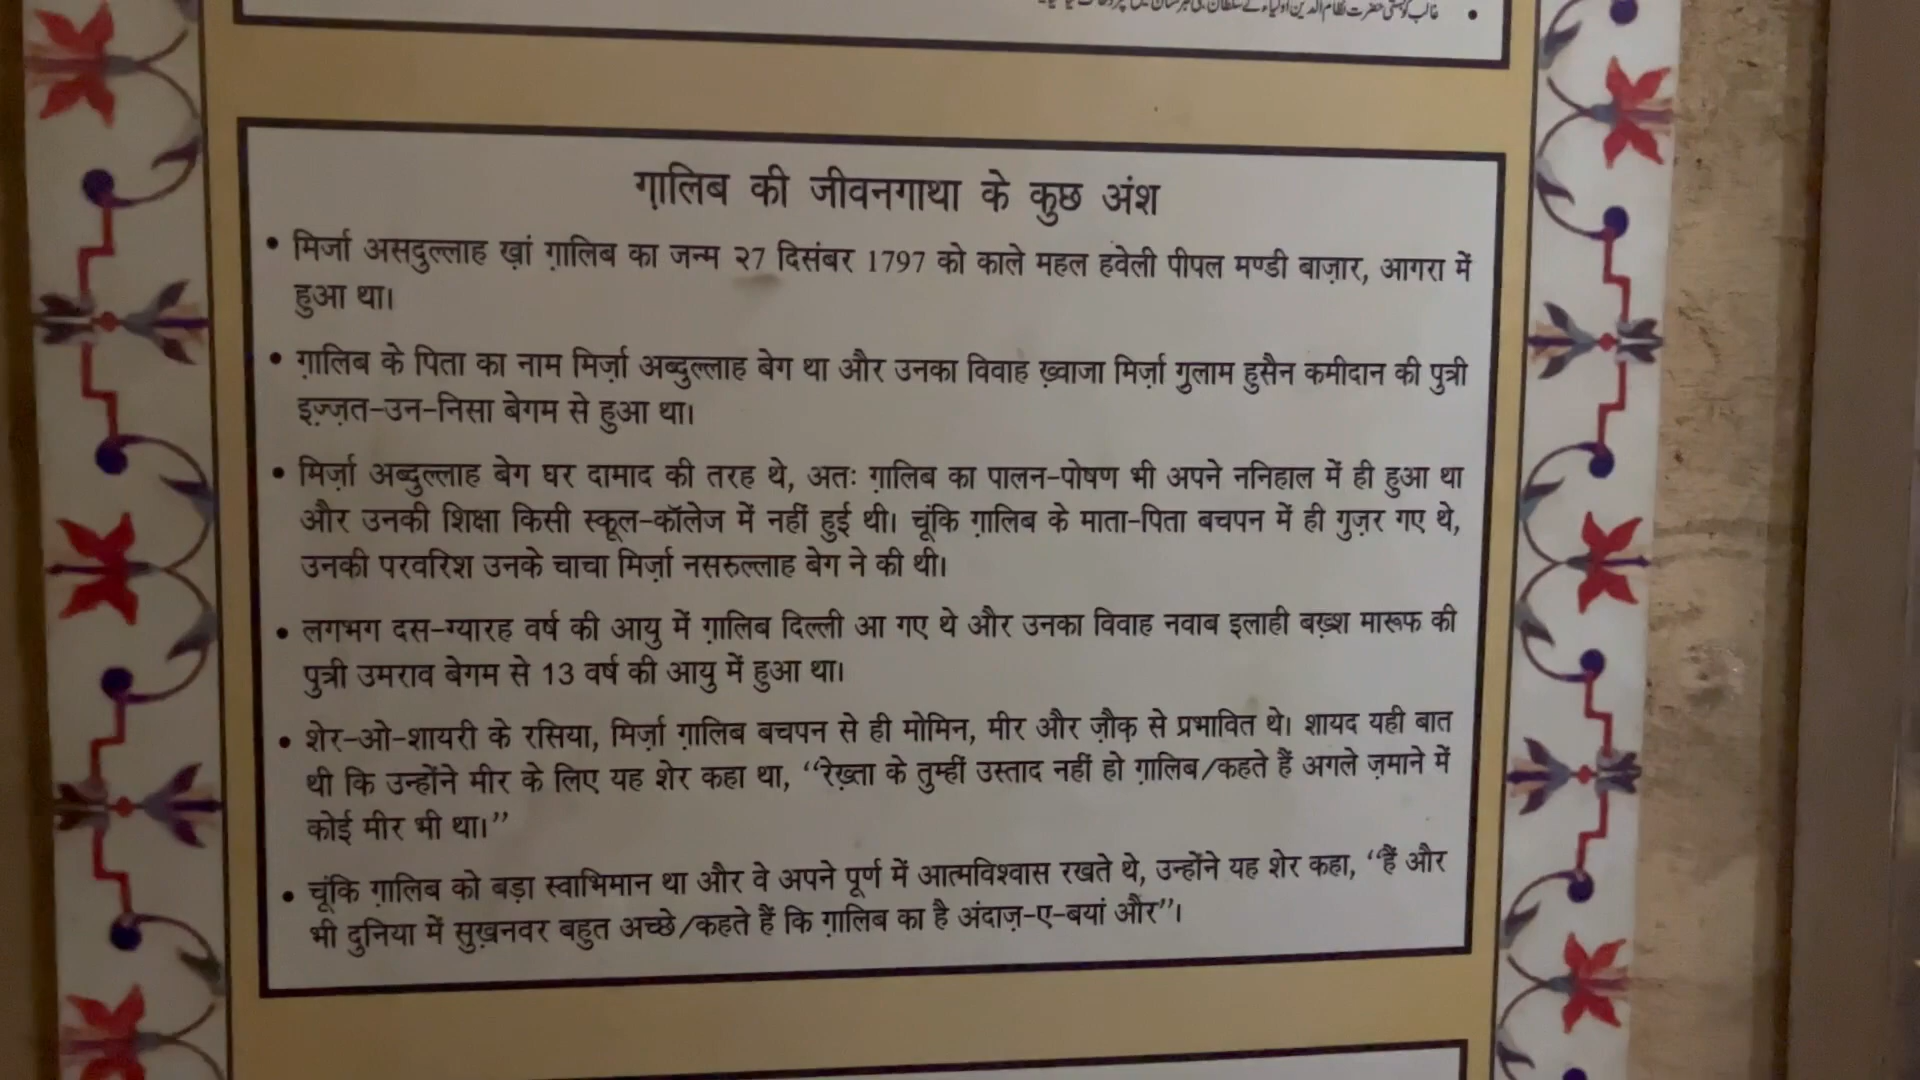 ग़ालिब की जीवनगाथा के कुछ अंश
• मिर्जा असदुल्लाह ख़ां ग़ालिब का जन्म २7 दिसंबर 1797 को काले महल हवेली पीपल मण्डी बाज़ार, आगरा में
हुआ था।
• ग़ालिब के पिता का नाम मिर्ज़ा अब्दुल्लाह बेग था और उनका विवाह ख़्वाजा मिर्ज़ा गुलाम हुसैन कमीदान की पुत्री
इज़्ज़त-उन-निसा बेगम से हुआ था।
• मिर्ज़ा अब्दुल्लाह बेग घर दामाद की तरह थे, अतः ग़ालिब का पालन-पोषण भी अपने ननिहाल में ही हुआ था
और उनकी शिक्षा किसी स्कूल-कॉलेज में नहीं हुई थी। चूंकि ग़ालिब के माता-पिता बचपन में ही गुज़र गए थे,
उनकी परवरिश उनके चाचा मिर्ज़ा नसरुल्लाह बेग ने की थी।
• लगभग दस-ग्यारह वर्ष की आयु में ग़ालिब दिल्ली आ गए थे और उनका विवाह नवाब इलाही बख़्श मारूफ की
पुत्री उमराव बेगम से 13 वर्ष की आयु में हुआ था।
• शेर-ओ-शायरी के रसिया, मिर्ज़ा ग़ालिब बचपन से ही मोमिन, मीर और ज़ौक़ से प्रभावित थे। शायद यही बात
थी कि उन्होंने मीर के लिए यह शेर कहा था, “रेख़्ता के तुम्हीं उस्ताद नहीं हो ग़ालिब/कहते हैं अगले ज़माने में
कोई मीर भी था।”
• चूंकि ग़ालिब को बड़ा स्वाभिमान था और वे अपने पूर्ण में आत्मविश्वास रखते थे, उन्होंने यह शेर कहा, “हैं और
भी दुनिया में सुख़नवर बहुत अच्छे/कहते हैं कि ग़ालिब का है अंदाज़-ए-बयां और”।